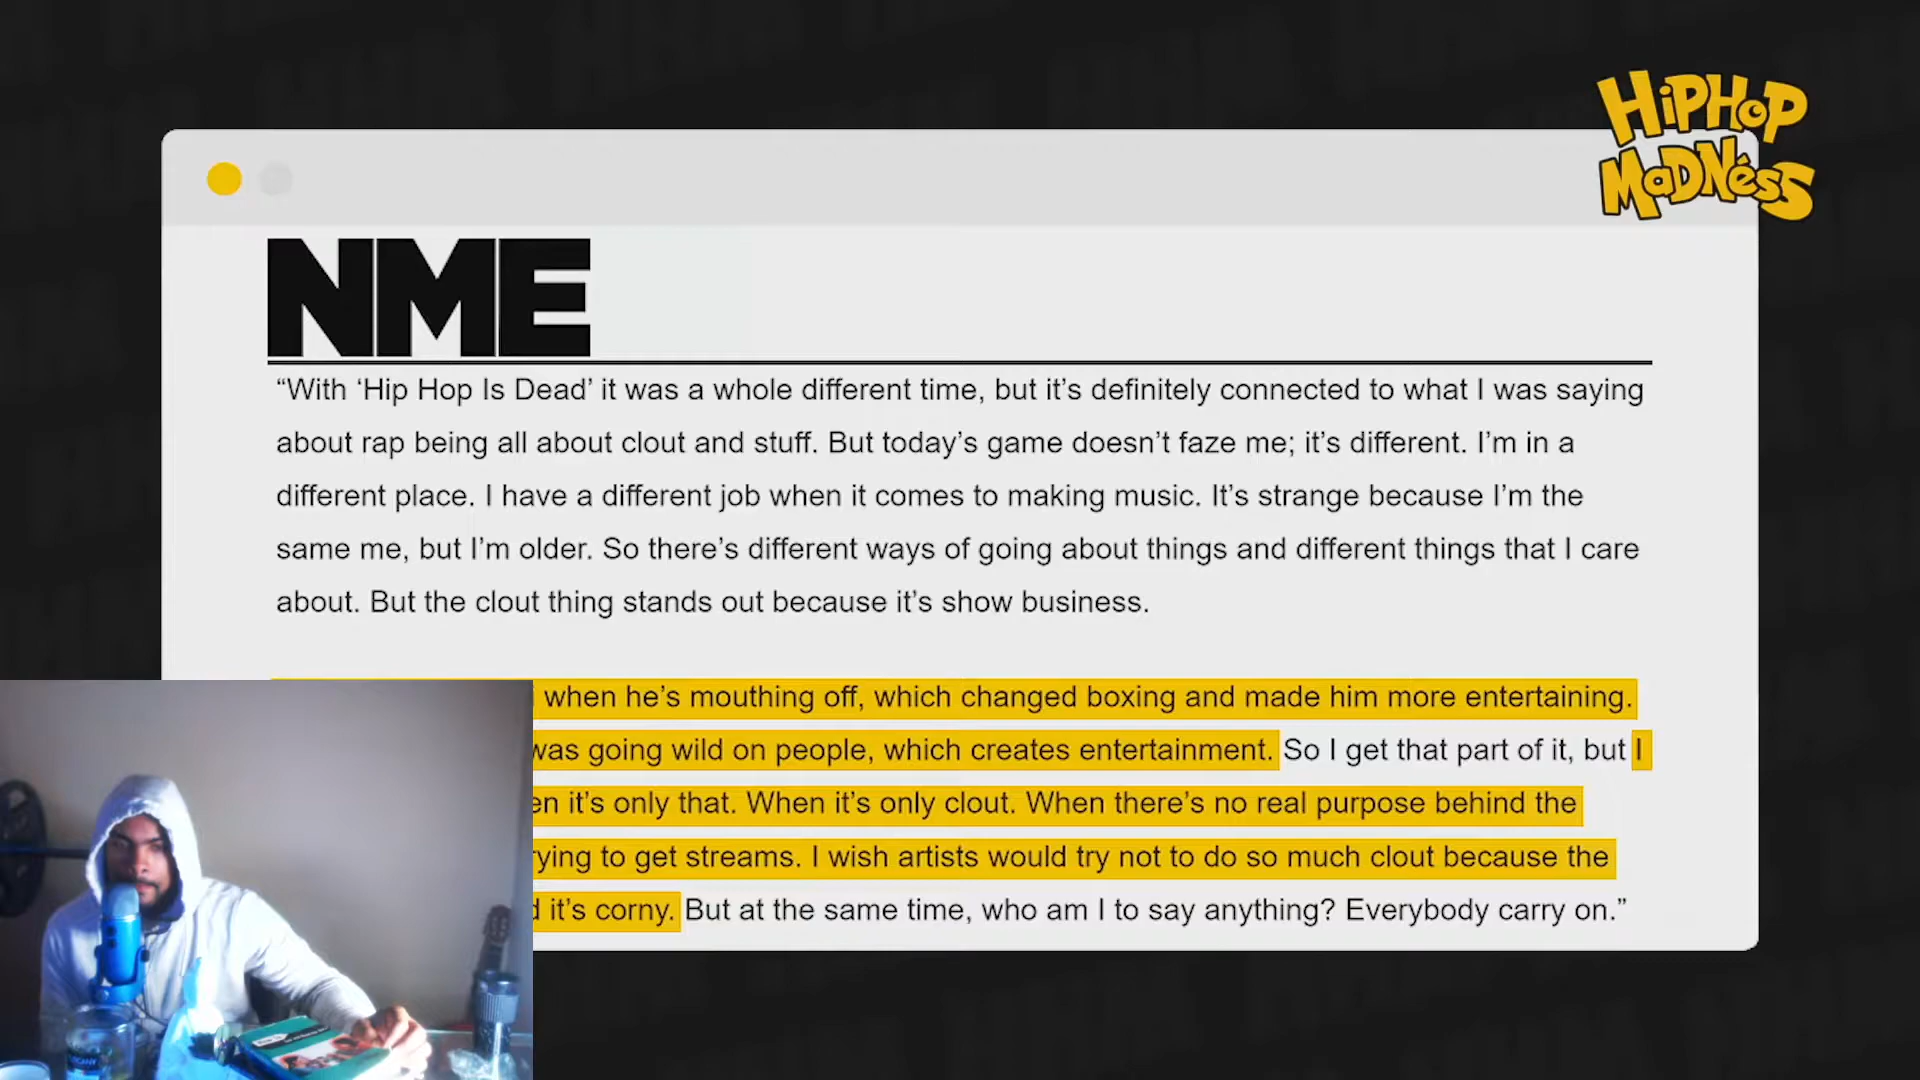 HiPHoP
MaDNéSS
NME
“With ‘Hip Hop Is Dead’ it was a whole different time, but it’s definitely connected to what I was saying
about rap being all about clout and stuff. But today’s game doesn’t faze me; it’s different. I’m in a
different place. I have a different job when it comes to making music. It’s strange because I’m the
same me, but I’m older. So there’s different ways of going about things and different things that I care
about. But the clout thing stands out because it’s show business.
when he’s mouthing off, which changed boxing and made him more entertaining.
was going wild on people, which creates entertainment. So I get that part of it, but I
it’s only that. When it’s only clout. When there’s no real purpose behind the
to get streams. I wish artists would try not to do so much clout because the
it’s corny. But at the same time, who am I to say anything? Everybody carry on.”